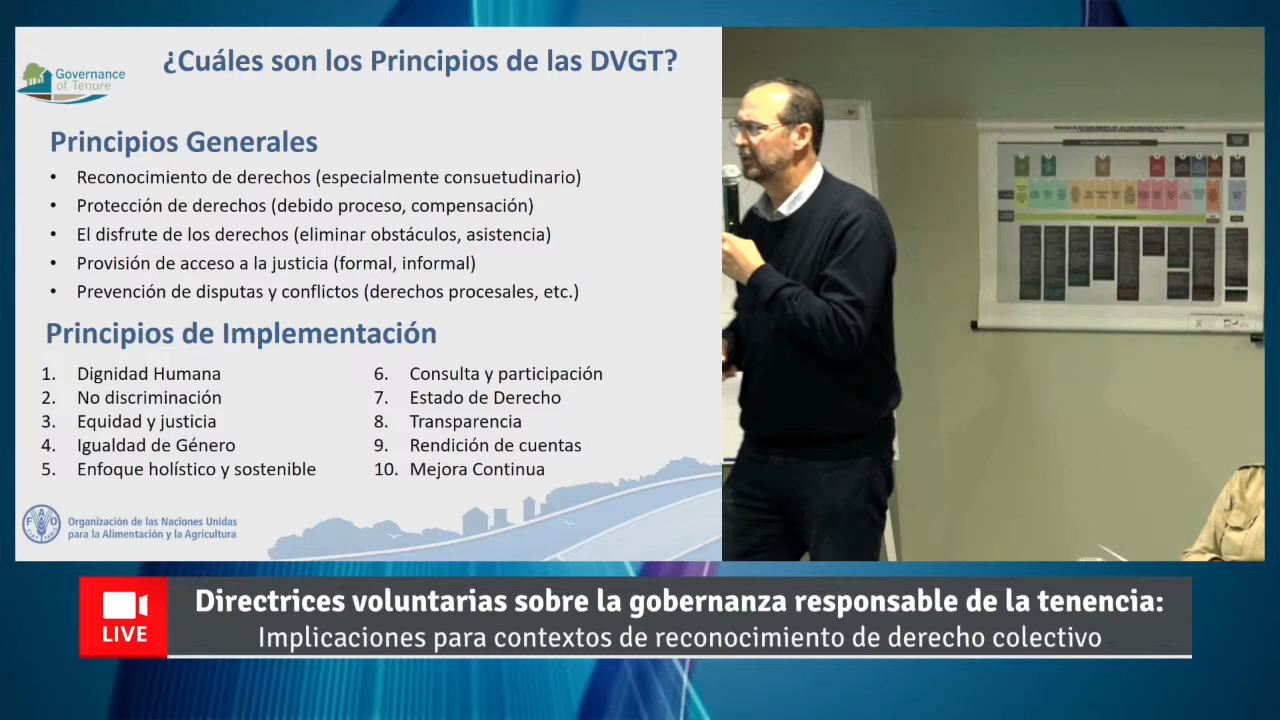 ¿Cuáles son los Principios de las DVGT?
Governance
of Tenure
Principios Generales
• Reconocimiento de derechos (especialmente consuetudinario)
• Protección de derechos (debido proceso, compensación)
• El disfrute de los derechos (eliminar obstáculos, asistencia)
• Provisión de acceso a la justicia (formal, informal)
• Prevención de disputas y conflictos (derechos procesales, etc.)
Principios de Implementación
1. Dignidad Humana
2. No discriminación
3. Equidad y justicia
4. Igualdad de Género
5. Enfoque holístico y sostenible
6. Consulta y participación
7. Estado de Derecho
8. Transparencia
9. Rendición de cuentas
10. Mejora Continua
FAO
Organización de las Naciones Unidas
para la Alimentación y la Agricultura
LIVE
Directrices voluntarias sobre la gobernanza responsable de la tenencia:
Implicaciones para contextos de reconocimiento de derecho colectivo